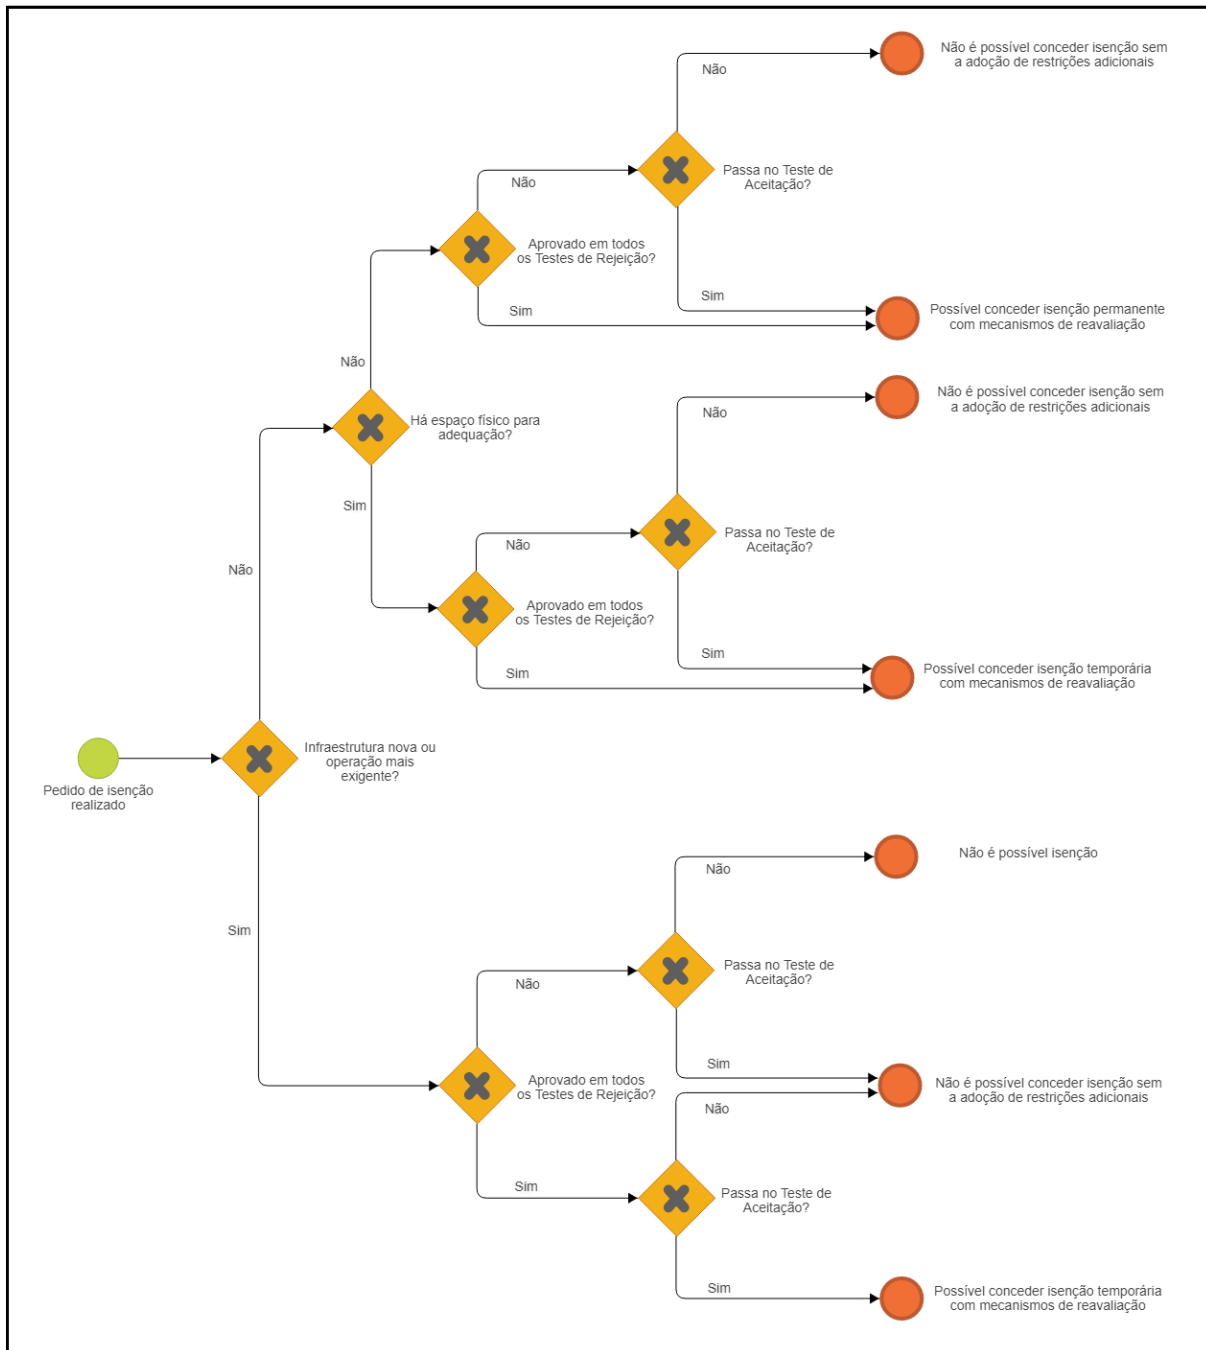 Não é possível conceder isenção sem
a adoção de restrições adicionais
Não
Passa no Teste de
Aceitação?
Não
Aprovado em todos
os Testes de Rejeição?
Sim
Sim
Possível conceder isenção permanente
com mecanismos de reavaliação
Não
Não é possível conceder isenção sem
a adoção de restrições adicionais
Não
Há espaço físico para
adequação?
Sim
Passa no Teste de
Aceitação?
Não
Não
Aprovado em todos
os Testes de Rejeição?
Sim
Sim
Possível conceder isenção temporária
com mecanismos de reavaliação
Infraestrutura nova ou
operação mais
exigente?
Pedido de isenção
realizado
Não é possível isenção
Não
Sim
Passa no Teste de
Aceitação?
Não
Sim
Aprovado em todos
os Testes de Rejeição?
Não é possível conceder isenção sem
a adoção de restrições adicionais
Não
Sim
Passa no Teste de
Aceitação?
Sim
Possível conceder isenção temporária
com mecanismos de reavaliação